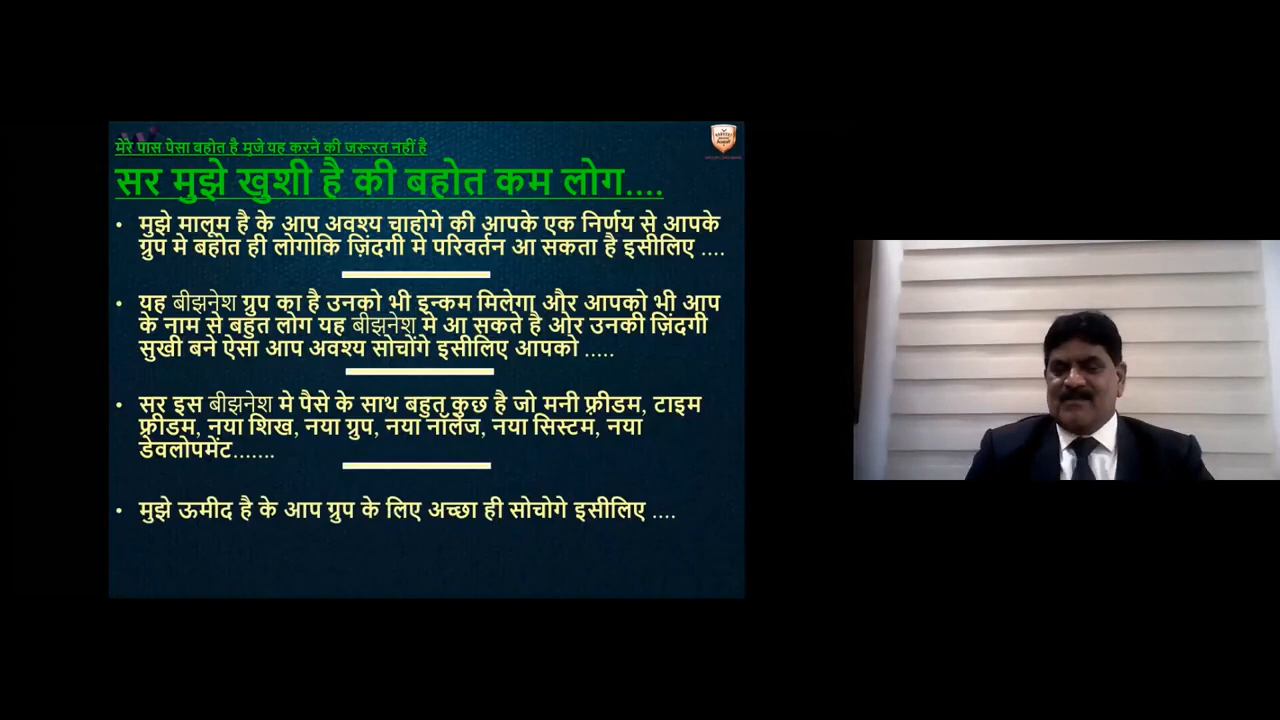 मेरे पास पेसा बहोत है मुजे यह करने की जरूरत नहीं है
सर मुझे खुशी है की बहोत कम लोग....
• मुझे मालूम है के आप अवश्य चाहोगे की आपके एक निर्णय से आपके
ग्रुप मे बहोत ही लोगोकि ज़िंदगी मे परिवर्तन आ सकता है इसीलिए ....
• यह बीझनेश ग्रुप का है उनको भी इन्कम मिलेगा और आपको भी आप
के नाम से बहुत लोग यह बीझनेश मे आ सकते है ओर उनकी ज़िंदगी
सुखी बने ऐसा आप अवश्य सोचोंगे इसीलिए आपको .....
• सर इस बीझनेश मे पैसे के साथ बहुत कुछ है जो मनी फ़्रीडम, टाइम
फ़्रीडम, नया शिख, नया ग्रुप, नया नॉलेज, नया सिस्टम, नया
डेवलोपमेंट.......
• मुझे ऊमीद है के आप ग्रुप के लिए अच्छा ही सोचोगे इसीलिए ....